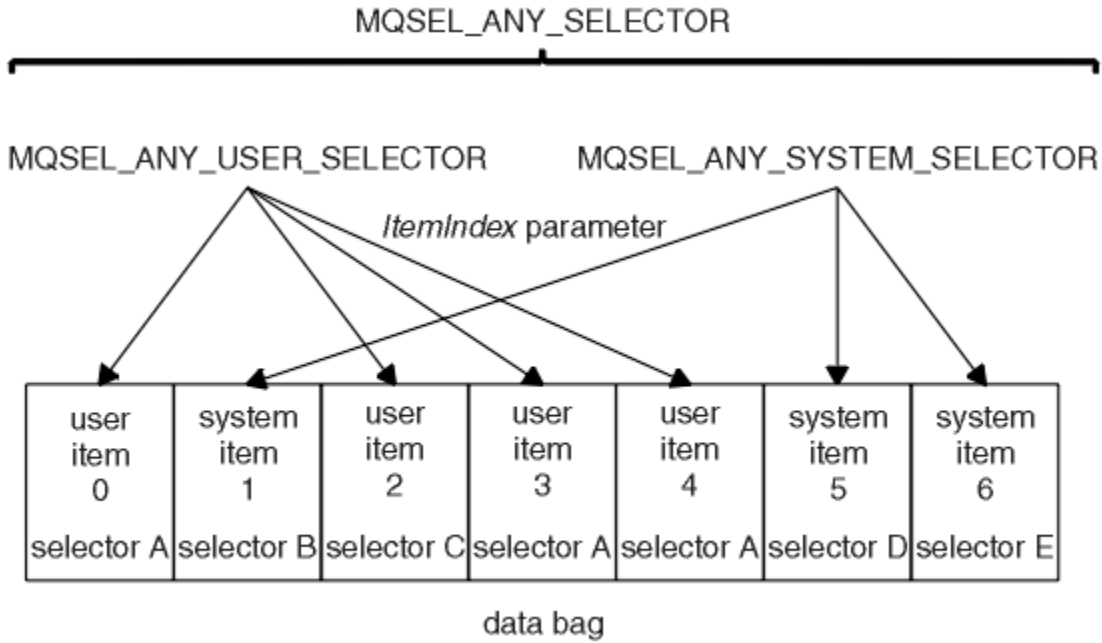 MQSEL_ANY_SELECTOR
MQSEL_ANY_USER_SELECTOR MQSEL_ANY_SYSTEM_SELECTOR
ItemIndex parameter
user system user user user system system
item item item item item item item
0 1 2 3 4 5 6
selector A selector B selector C selector A selector A selector D selector E
data bag